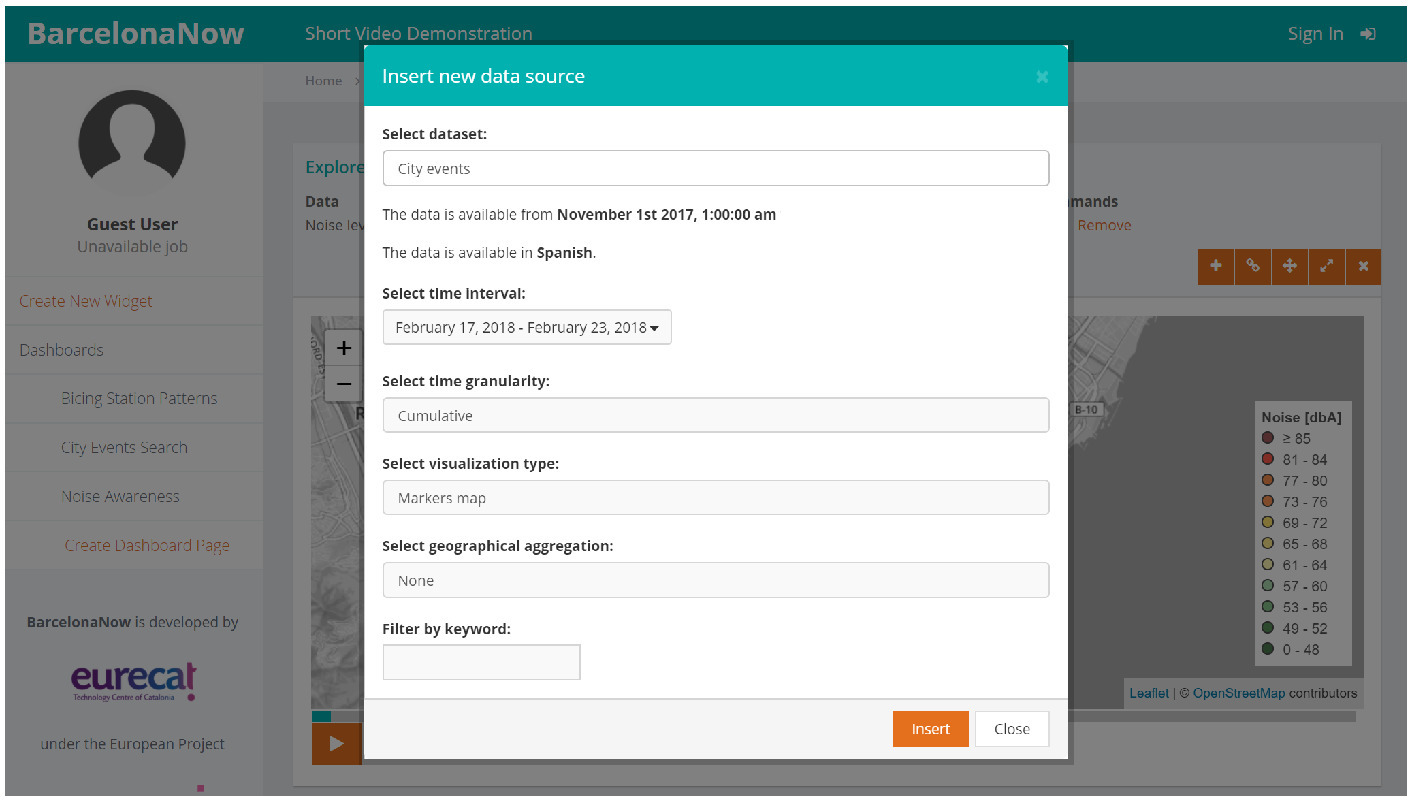 BarcelonaNow
Short Video Demonstration
Sign In
Guest User
Unavailable job
Create New Widget
Dashboards
Bicing Station Patterns
City Events Search
Noise Awareness
Create Dashboard Page
BarcelonaNow is developed by
eurecat
Technology Centre of Catalonia
under the European Project
Home >
Explore
Data
Noise lev
mands
Remove
Insert new data source
Select dataset:
City events
The data is available from November 1st 2017, 1:00:00 am
The data is available in Spanish.
Select time interval:
February 17, 2018 - February 23, 2018
Select time granularity:
Cumulative
Select visualization type:
Markers map
Select geographical aggregation:
None
Filter by keyword:
Insert
Close
+
−
R
B-10
Noise [dbA]
≥ 85
81 - 84
77 - 80
73 - 76
69 - 72
65 - 68
61 - 64
57 - 60
53 - 56
49 - 52
0 - 48
Leaflet | © OpenStreetMap contributors